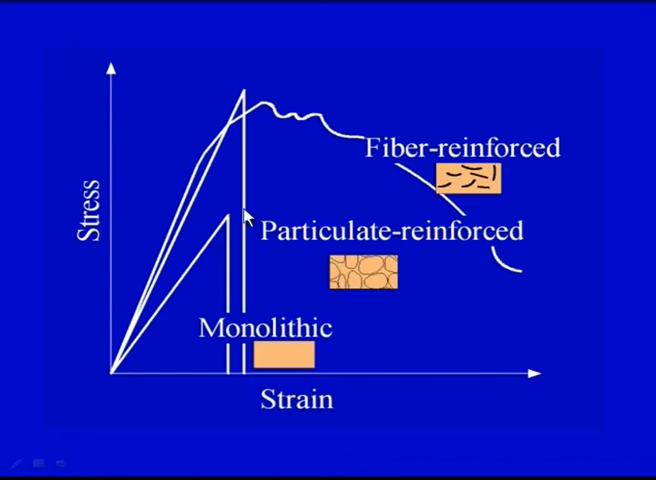 Fiber-reinforced
Stress
Particulate-reinforced
Monolithic
Strain